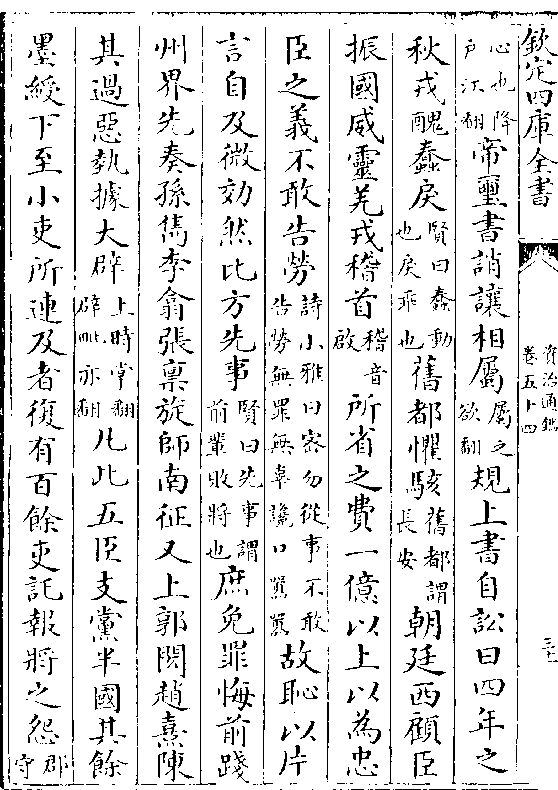 欽定四庫全書
資治通鑑
卷五十四
心也降戶江翻帝璽書誚讓相屬屬之欲翻規上書自訟曰四年之
秋戎醜蠢戾賢曰蠢動也戾乖也舊都懼駭舊都謂長安朝廷西顧臣
振國威靈羌戎稽首稽音啟所省之費一億以上以為忠
臣之義不敢告勞詩小雅曰密勿從事不敢告勞無罪無辜讒口囂囂故恥以片
言自及微効然比方先事賢曰先事謂前輩敗將也庶免罪悔前踐
州界先奏孫雋李翕張稟旋師南征又上郭閎趙熹陳
其過惡執據大辟上時掌翻辟毗亦翻凡此五臣支黨半國其餘
墨綬下至小吏所連及者復有百餘吏託報將之怨郡守